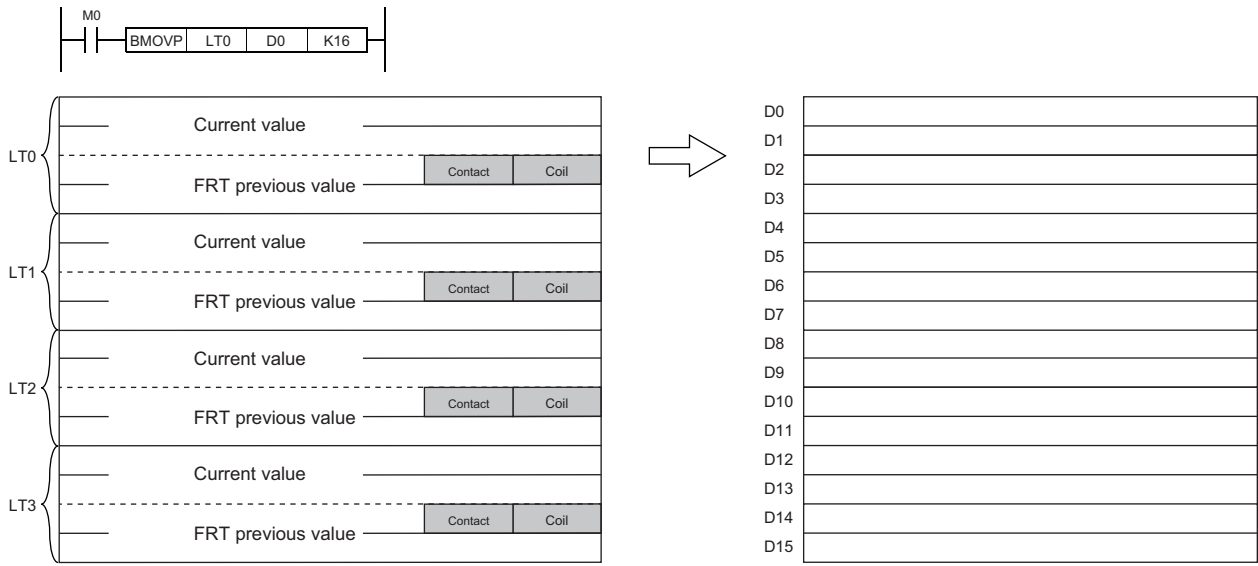 M0
BMOVP LT0 D0 K16
LT0
Current value
Contact Coil
FRT previous value
LT1
Current value
Contact Coil
FRT previous value
LT2
Current value
Contact Coil
FRT previous value
LT3
Current value
Contact Coil
FRT previous value
D0
D1
D2
D3
D4
D5
D6
D7
D8
D9
D10
D11
D12
D13
D14
D15